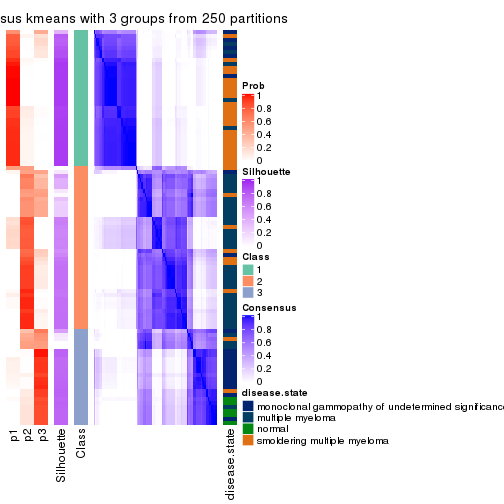 sus kmeans with 3 groups from 250 partitions
Prob
1
0.8
0.6
0.4
0.2
0
Silhouette
1
0.8
0.6
0.4
0.2
0
Class
1
2
3
Consensus
1
0.8
0.6
0.4
0.2
0
disease.state
monoclonal gammopathy of undetermined significance
multiple myeloma
normal
smoldering multiple myeloma
p1
p2
p3
Silhouette
Class
disease.state